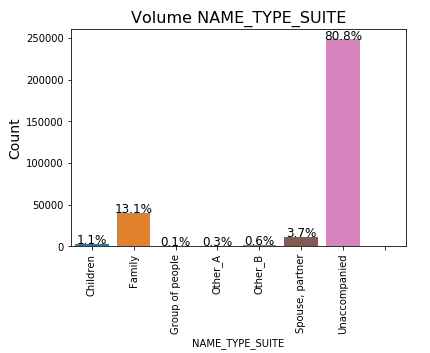 Volume NAME_TYPE_SUITE
Count
250000
200000
150000
100000
50000
0
1.1%
13.1%
0.1%
0.3%
0.6%
3.7%
80.8%
Children
Family
Group of people
Other_A
Other_B
Spouse, partner
Unaccompanied
NAME_TYPE_SUITE